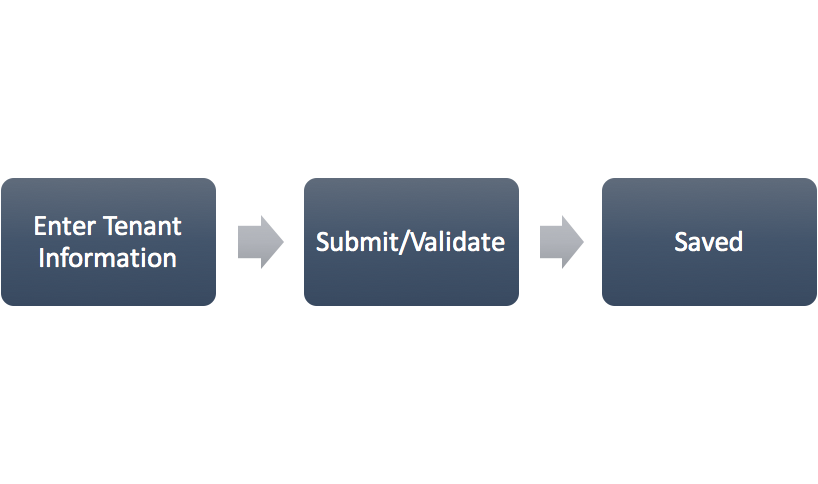 Enter Tenant
Information
Submit/Validate
Saved